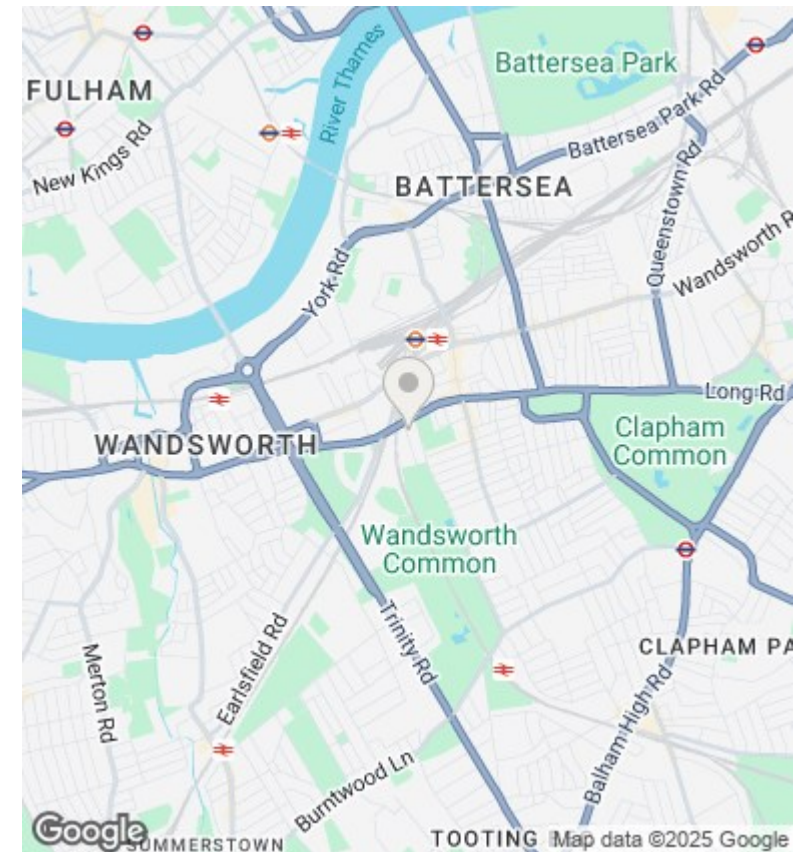 Battersea Park
FULHAM
River Thames
Battersea Park Rd
New Kings Rd
BATTERSEA
Queenstown Rd
Wandsworth R
York Rd
Long Rd
WANDSWORTH
Clapham
Common
Wandsworth
Common
Trinity Rd
Earlsfield Rd
Merton Rd
CLAPHAM PA
Balham High Rd
Burntwood Ln
Google
SUMMERSTOWN
TOOTING
Map data ©2025 Google